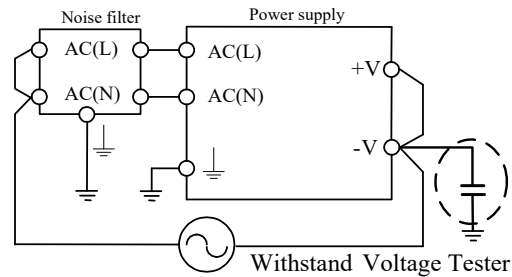 Noise filter
Power supply
AC(L)
AC(L)
AC(N)
AC(N)
+V
-V
Withstand Voltage Tester